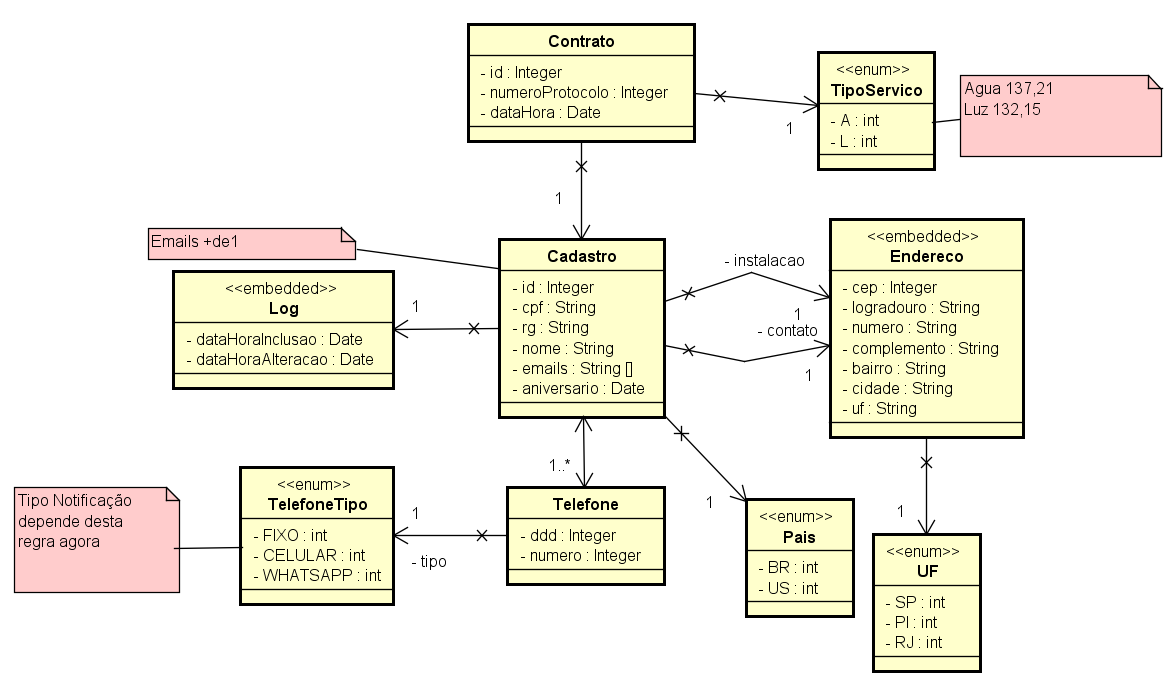 Contrato
- id : Integer
- numeroProtocolo : Integer
- dataHora : Date
1
<<enum>>
TipoServico
- A : int
- L : int
Agua 137,21
Luz 132,15
1
Emails +de1
<<embedded>>
Log
- dataHoraInclusao : Date
- dataHoraAlteracao : Date
1
Cadastro
- id : Integer
- cpf : String
- rg : String
- nome : String
- emails : String []
- aniversario : Date
- instalacao
1
- contato
1
<<embedded>>
Endereco
- cep : Integer
- logradouro : String
- numero : String
- complemento : String
- bairro : String
- cidade : String
- uf : String
1..*
Tipo Notificação
depende desta
regra agora
<<enum>>
TelefoneTipo
- FIXO : int
- CELULAR : int
- WHATSAPP : int
1
- tipo
Telefone
- ddd : Integer
- numero : Integer
1
<<enum>>
Pais
- BR : int
- US : int
1
<<enum>>
UF
- SP : int
- PI : int
- RJ : int